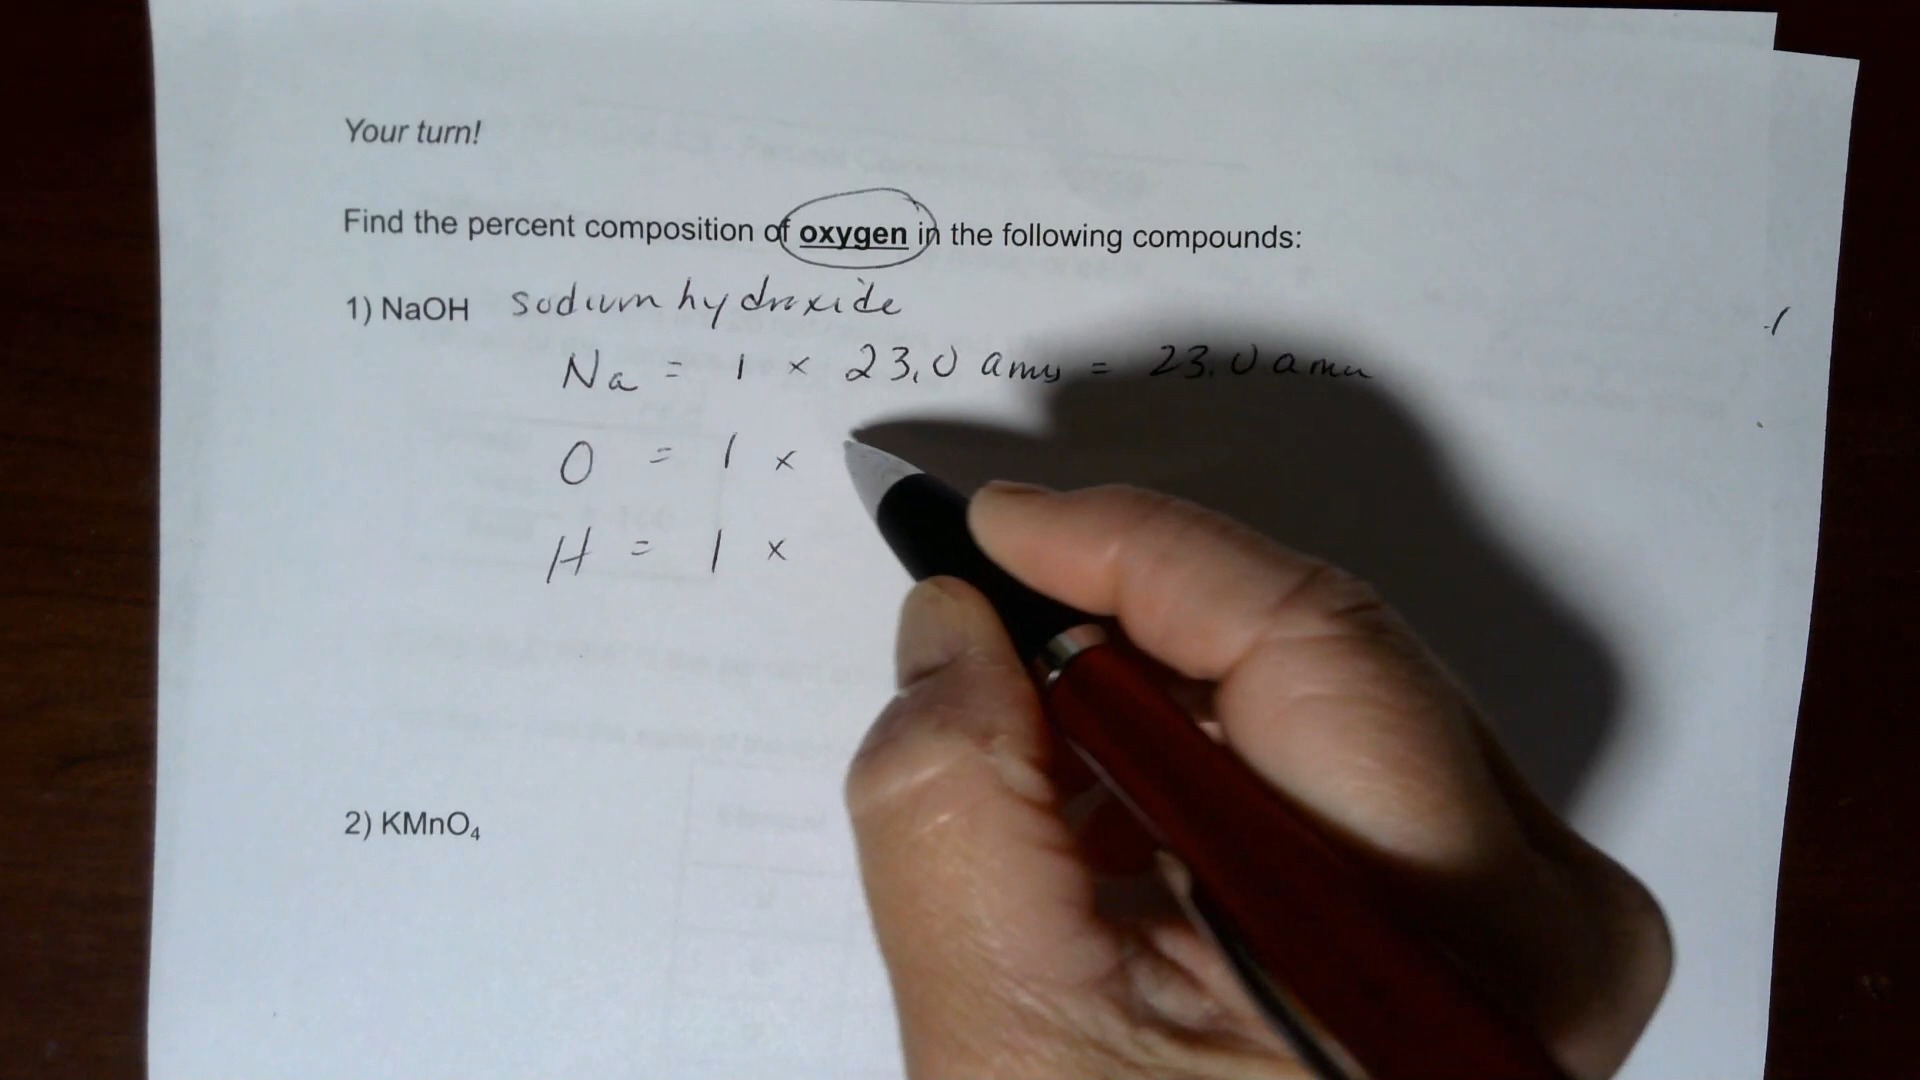 Your turn!
Find the percent composition of oxygen in the following compounds:
1) NaOH sodium hydroxide
Na = 1 × 23.0 amu = 23.0 amu
O = 1 ×
H = 1 ×
2) KMnO₄